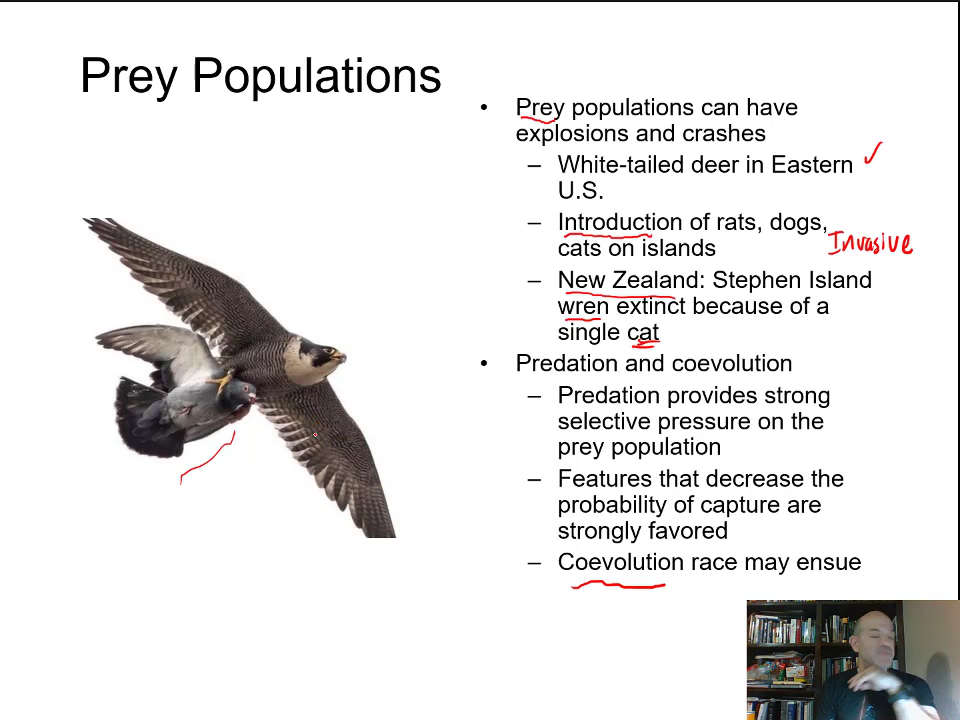 Prey Populations
• Prey populations can have
explosions and crashes
– White-tailed deer in Eastern
U.S.
– Introduction of rats, dogs,
cats on islands
Invasive
– New Zealand: Stephen Island
wren extinct because of a
single cat
• Predation and coevolution
– Predation provides strong
selective pressure on the
prey population
– Features that decrease the
probability of capture are
strongly favored
– Coevolution race may ensue